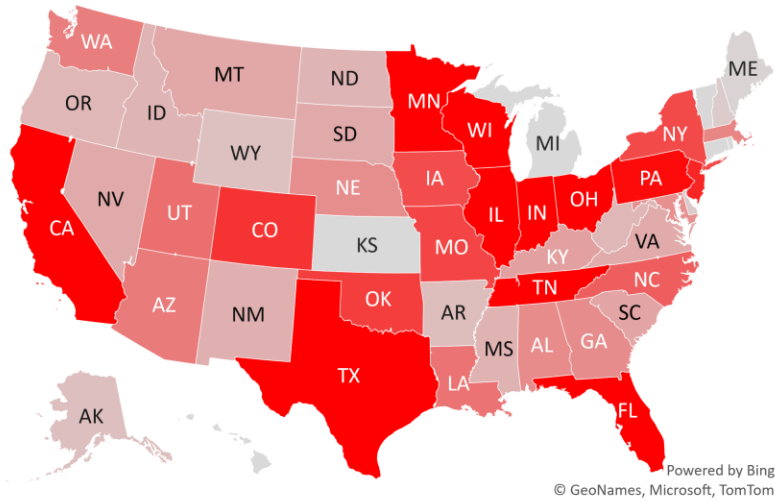 WA
MT
ND
ME
OR
ID
MN
WI
SD
MI
NY
WY
IA
NE
PA
NV
UT
IL
IN
OH
CO
CA
KS
MO
KY
VA
NC
TN
AZ
NM
OK
AR
SC
MS
AL
GA
TX
LA
AK
FL
Powered by Bing
© GeoNames, Microsoft, TomTom